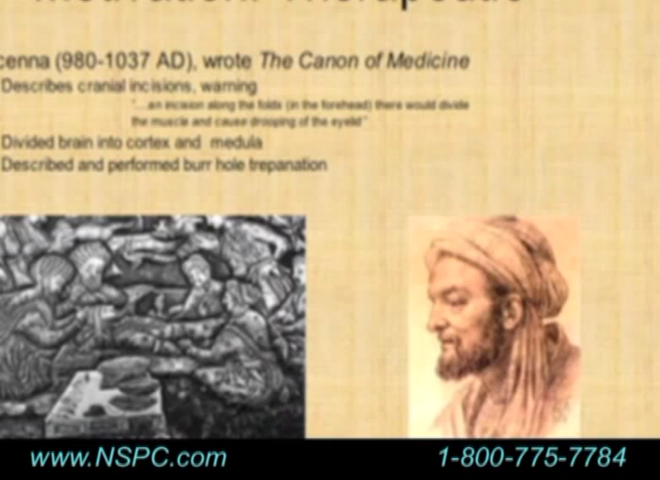 Motivation: Therapeutic
cenna (980-1037 AD), wrote The Canon of Medicine
Describes cranial incisions, warning
"...an incision along the folds (in the forehead) there would divide
the muscle and cause drooping of the eyelid"
Divided brain into cortex and medula
Described and performed burr hole trepanation
www.NSPC.com
1-800-775-7784